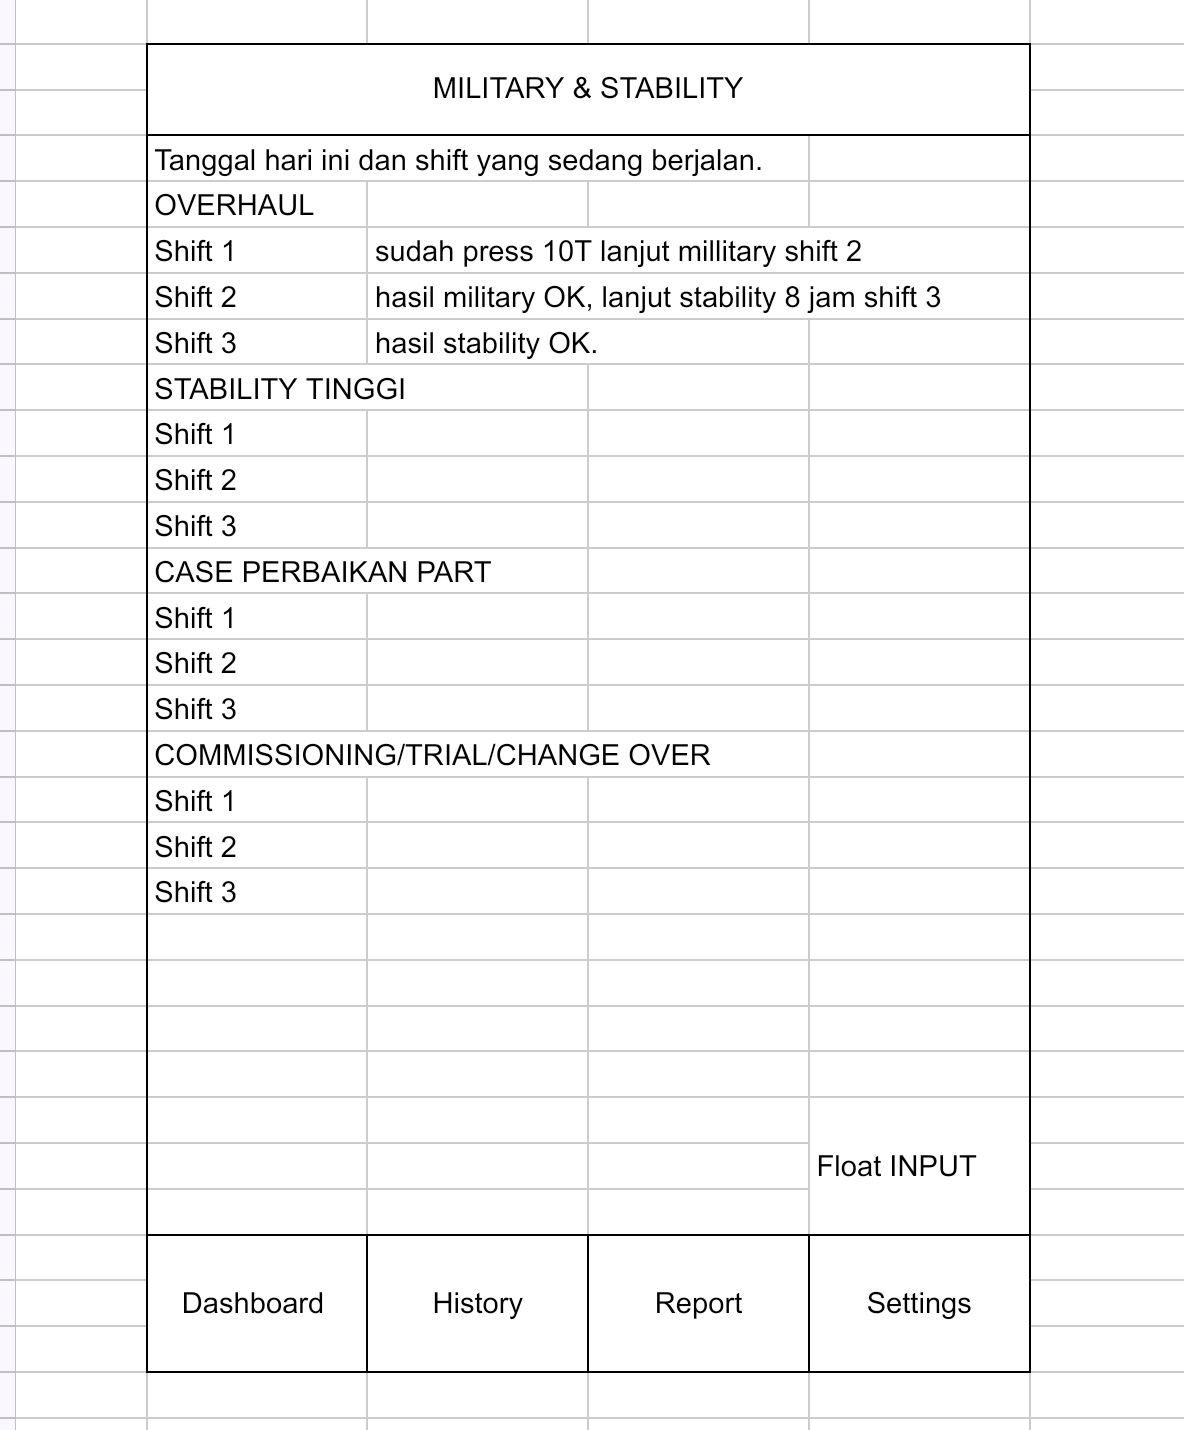 MILITARY & STABILITY
Tanggal hari ini dan shift yang sedang berjalan.
OVERHAUL
Shift 1 sudah press 10T lanjut millitary shift 2
Shift 2 hasil military OK, lanjut stability 8 jam shift 3
Shift 3 hasil stability OK.
STABILITY TINGGI
Shift 1
Shift 2
Shift 3
CASE PERBAIKAN PART
Shift 1
Shift 2
Shift 3
COMMISSIONING/TRIAL/CHANGE OVER
Shift 1
Shift 2
Shift 3
Float INPUT
Dashboard History Report Settings